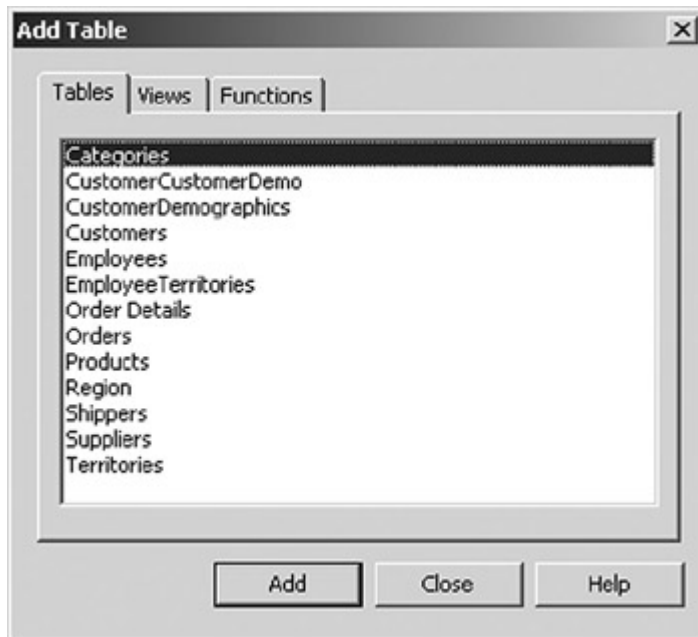 Add Table
Tables Views Functions
Categories
CustomerCustomerDemo
CustomerDemographics
Customers
Employees
EmployeeTerritories
Order Details
Orders
Products
Region
Shippers
Suppliers
Territories
Add Close Help